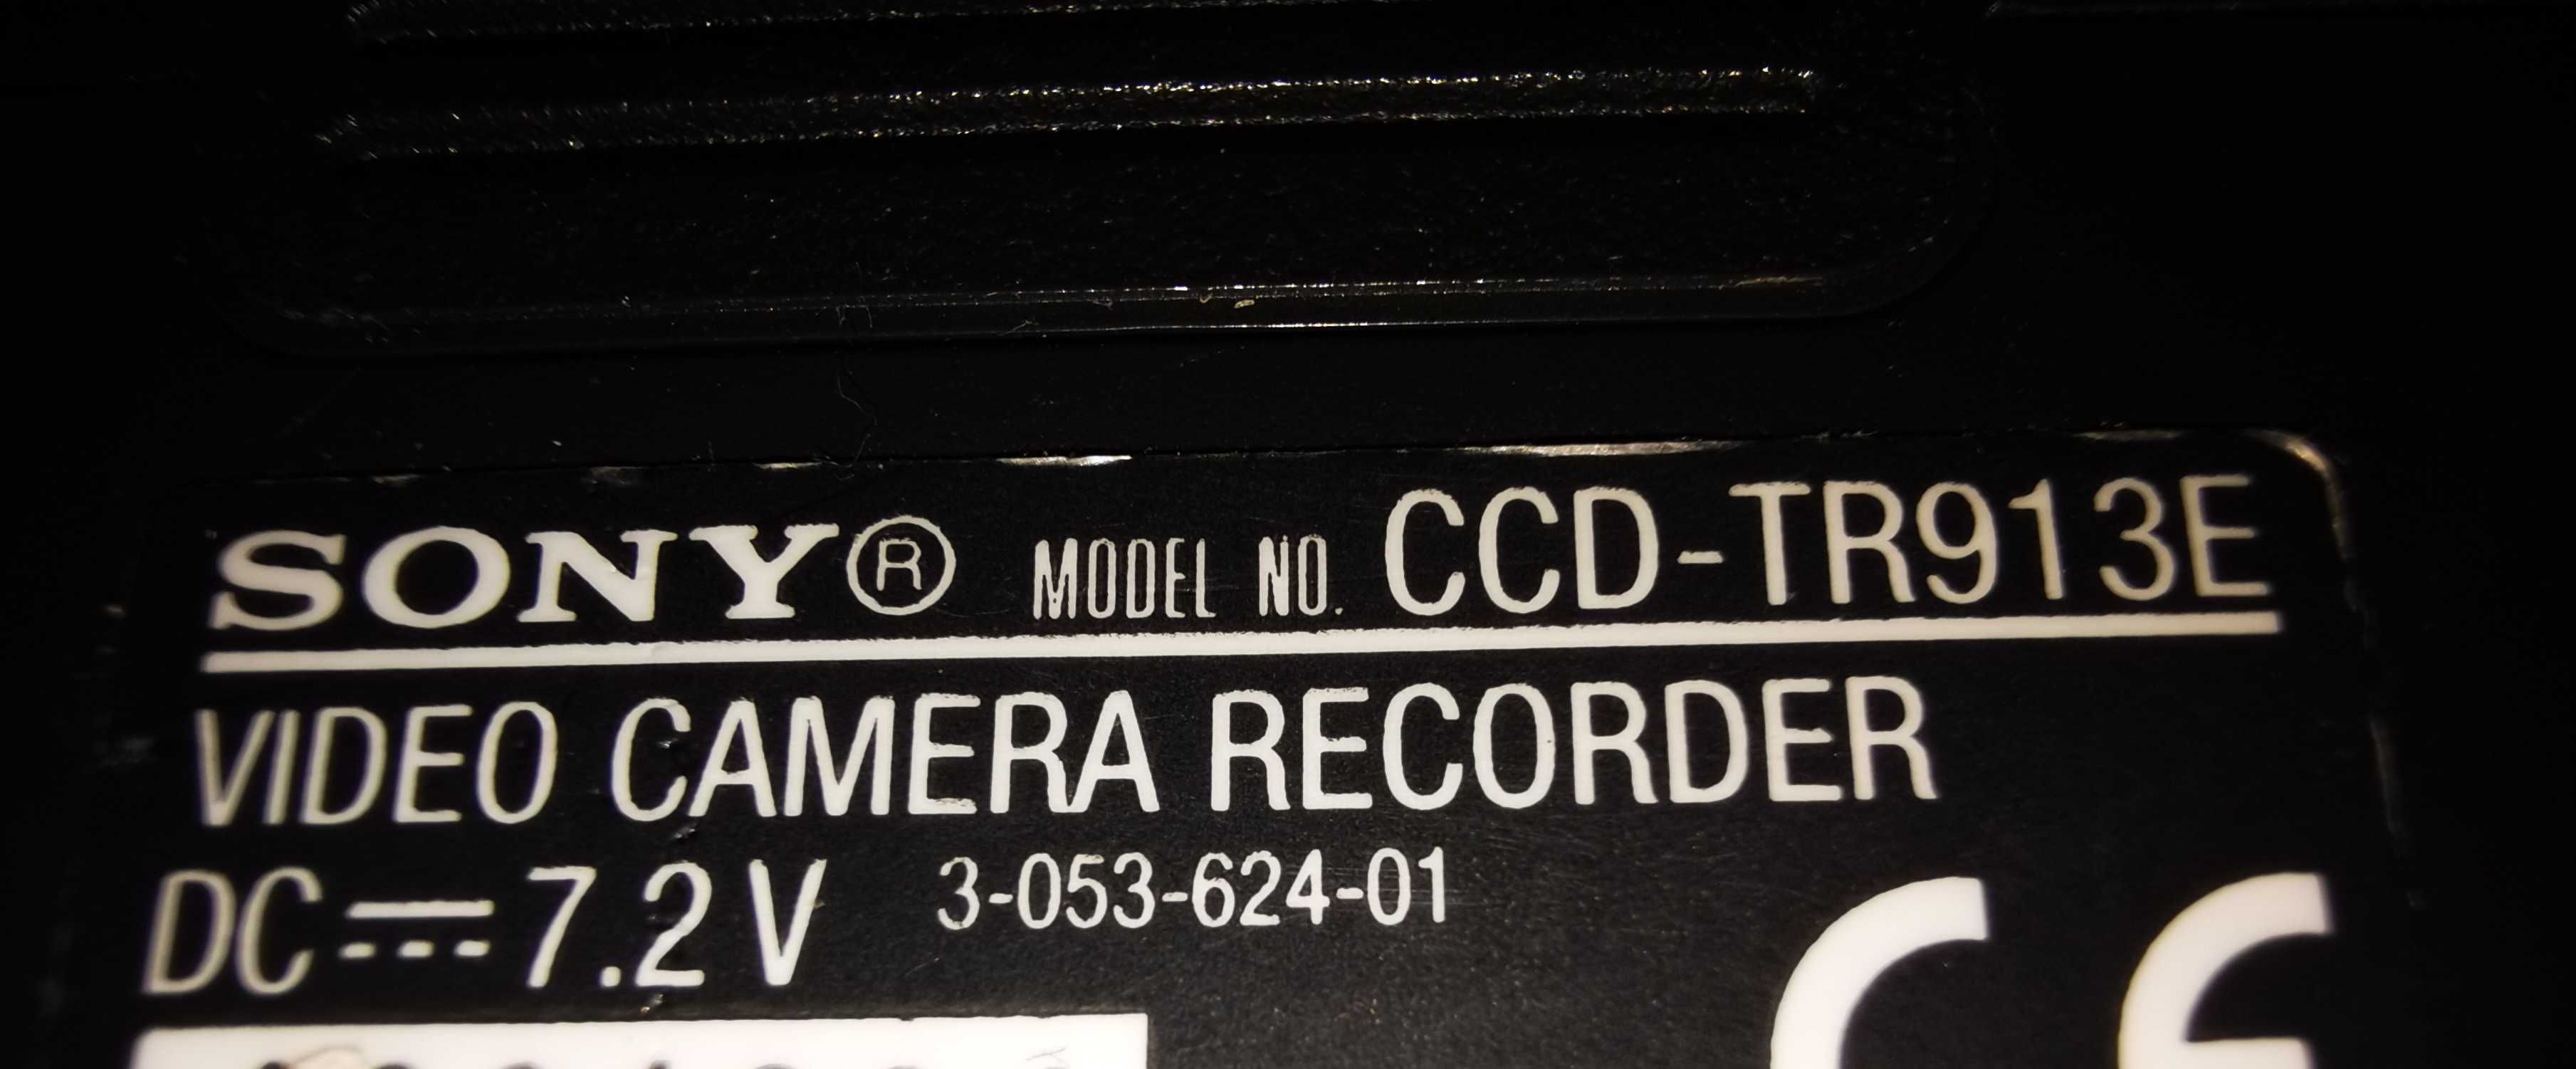 SONY® MODEL NO. CCD-TR913E
VIDEO CAMERA RECORDER
DC ⎓ 7.2 V 3-053-624-01
CE